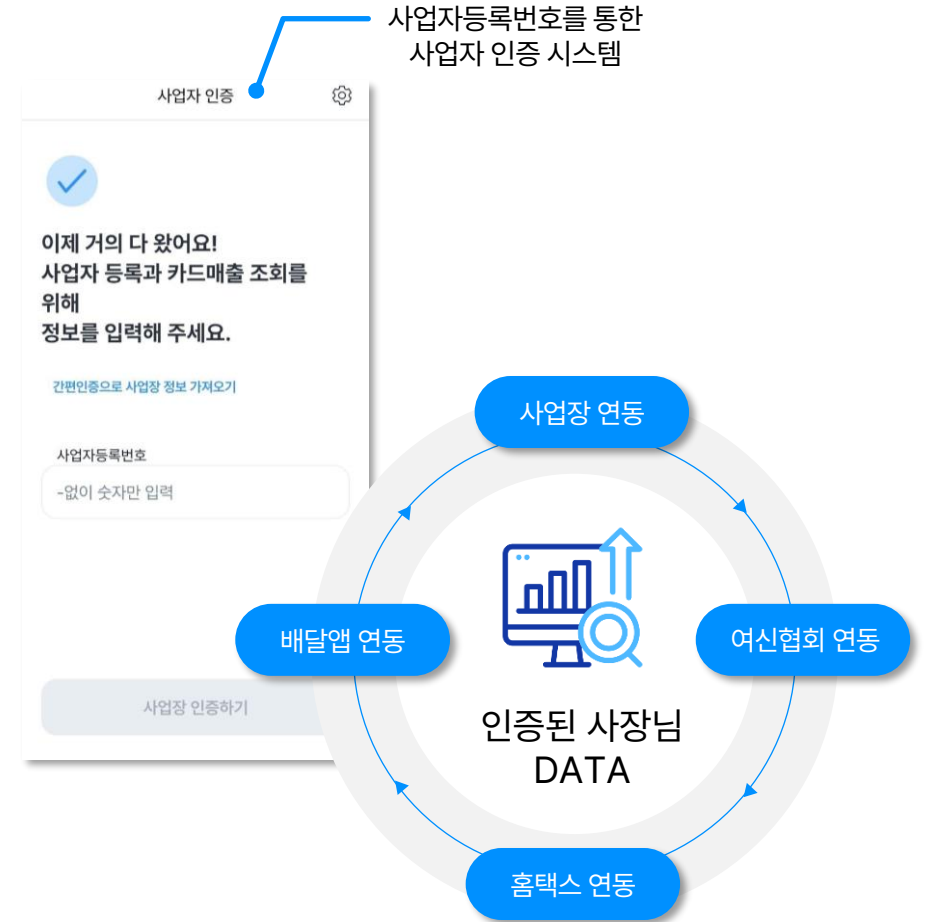 사업자등록번호를 통한
사업자 인증 시스템
사업자 인증
이제 거의 다 왔어요!
사업자 등록과 카드매출 조회를
위해
정보를 입력해 주세요.
간편인증으로 사업장 정보 가져오기
사업자등록번호
-없이 숫자만 입력
사업장 인증하기
사업장 연동
배달앱 연동
여신협회 연동
인증된 사장님
DATA
홈택스 연동